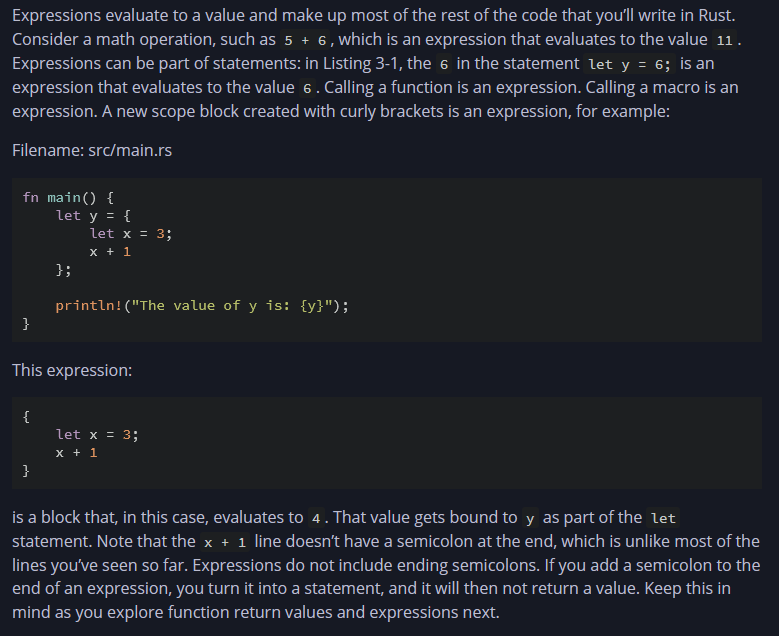 Expressions evaluate to a value and make up most of the rest of the code that you’ll write in Rust.
Consider a math operation, such as 5 + 6, which is an expression that evaluates to the value 11.
Expressions can be part of statements: in Listing 3-1, the 6 in the statement let y = 6; is an
expression that evaluates to the value 6. Calling a function is an expression. Calling a macro is an
expression. A new scope block created with curly brackets is an expression, for example:
Filename: src/main.rs
fn main() {
    let y = {
        let x = 3;
        x + 1
    };
    println!("The value of y is: {y}");
}
This expression:
{
    let x = 3;
    x + 1
}
is a block that, in this case, evaluates to 4. That value gets bound to y as part of the let
statement. Note that the x + 1 line doesn’t have a semicolon at the end, which is unlike most of the
lines you’ve seen so far. Expressions do not include ending semicolons. If you add a semicolon to the
end of an expression, you turn it into a statement, and it will then not return a value. Keep this in
mind as you explore function return values and expressions next.